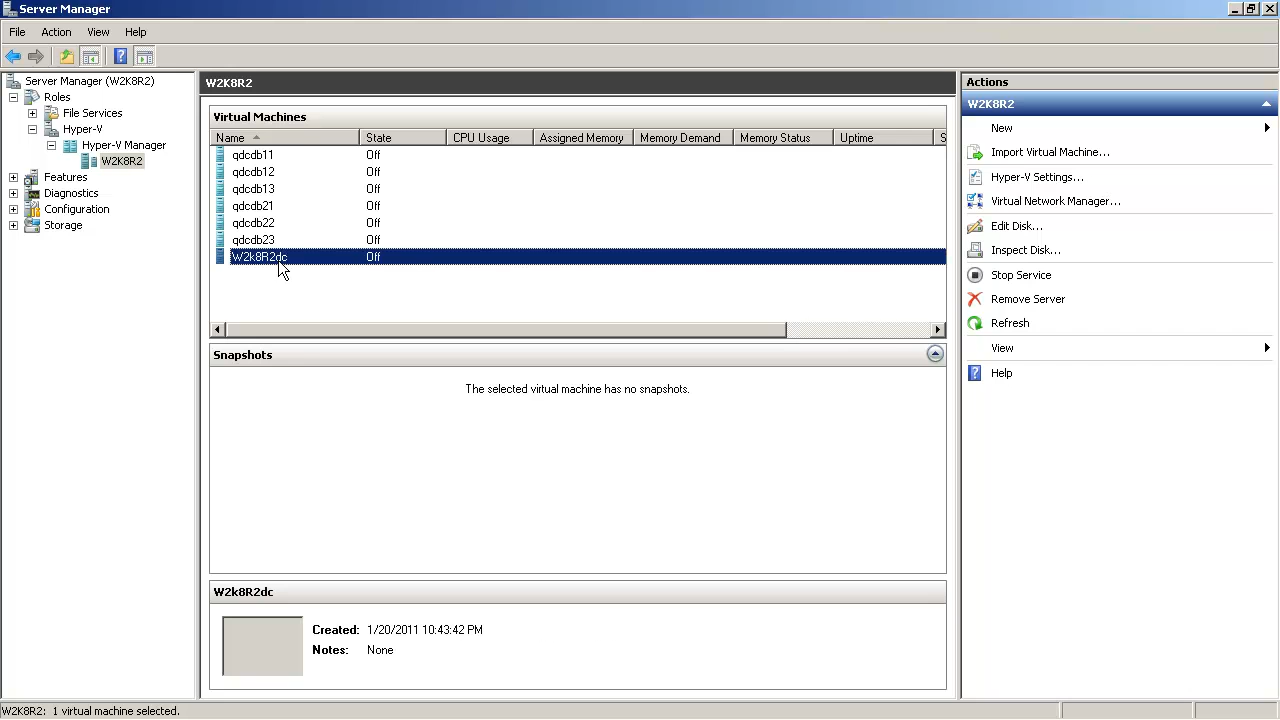 Server Manager
File Action View Help
Server Manager (W2K8R2)
Roles
File Services
Hyper-V
Hyper-V Manager
W2K8R2
Features
Diagnostics
Configuration
Storage
W2K8R2
Virtual Machines
Name State CPU Usage Assigned Memory Memory Demand Memory Status Uptime S
qdcdb11 Off
qdcdb12 Off
qdcdb13 Off
qdcdb21 Off
qdcdb22 Off
qdcdb23 Off
W2k8R2dc Off
Snapshots
The selected virtual machine has no snapshots.
W2k8R2dc
Created: 1/20/2011 10:43:42 PM
Notes: None
Actions
W2K8R2
New
Import Virtual Machine...
Hyper-V Settings...
Virtual Network Manager...
Edit Disk...
Inspect Disk...
Stop Service
Remove Server
Refresh
View
Help
W2K8R2: 1 virtual machine selected.